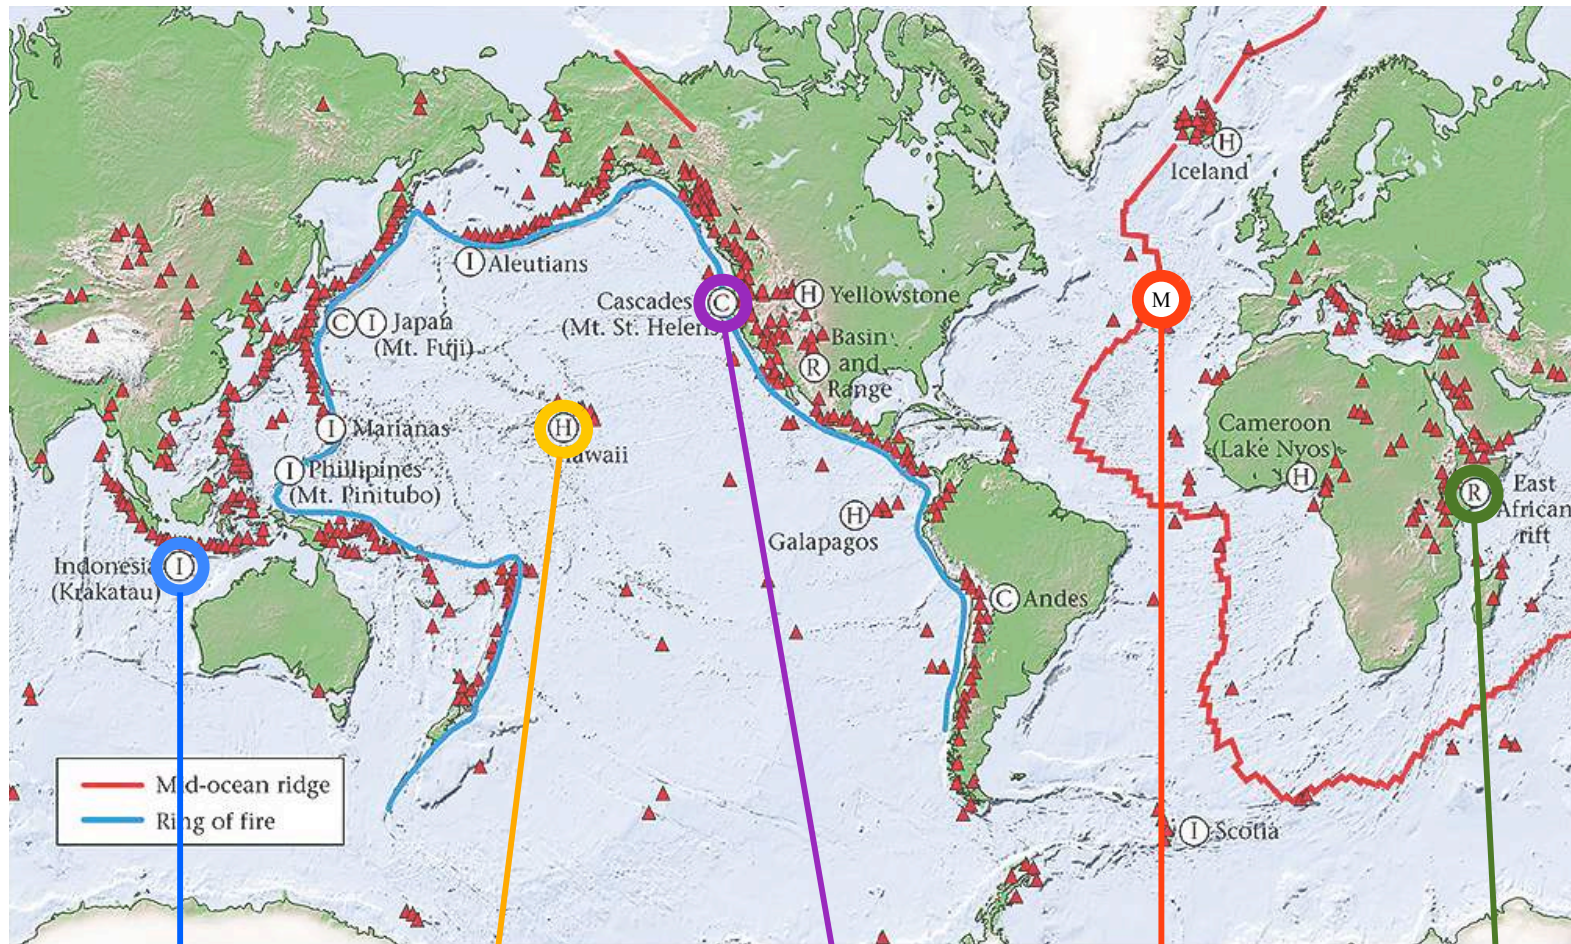 H
Iceland
I Aleutians
Cascades C
(Mt. St. Helens
H Yellowstone
M
C I Japan
(Mt. Fuji)
Basin
and
R
Range
I Marianas
H
Hawaii
Cameroon
(Lake Nyos)
H
I Phillipines
(Mt. Pinitubo)
R East
African
rift
H
Galapagos
Indonesia I
(Krakatau)
C Andes
Mid-ocean ridge
Ring of fire
I Scotia